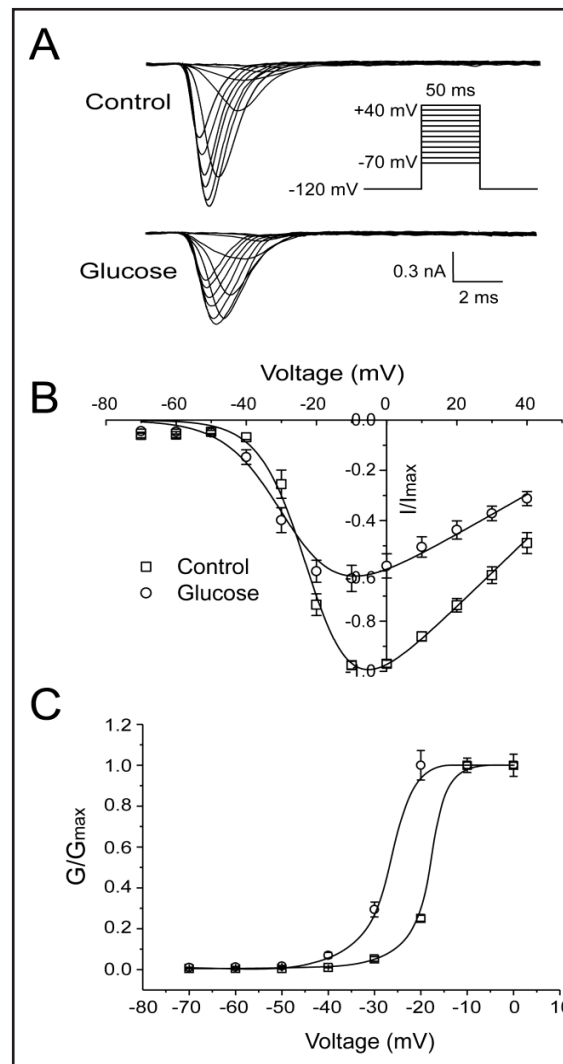 A
Control
50 ms
+40 mV
-70 mV
-120 mV
Glucose
0.3 nA
2 ms
B
Voltage (mV)
-80 -60 -40 -20 0 20 40
0.0
-0.2
-0.4
-0.6
-0.8
-1.0
I/Imax
Control
Glucose
C
1.2
1.0
0.8
0.6
0.4
0.2
0.0
G/Gmax
-80 -70 -60 -50 -40 -30 -20 -10 0 10
Voltage (mV)